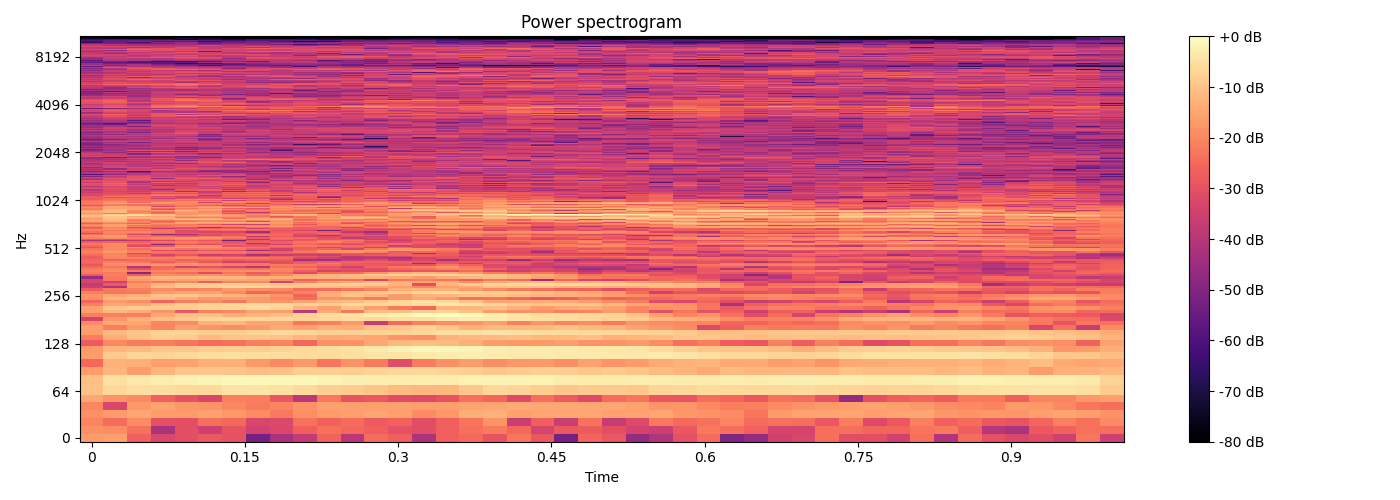 Power spectrogram
Hz
8192
4096
2048
1024
512
256
128
64
0
0 0.15 0.3 0.45 0.6 0.75 0.9
Time
+0 dB
-10 dB
-20 dB
-30 dB
-40 dB
-50 dB
-60 dB
-70 dB
-80 dB